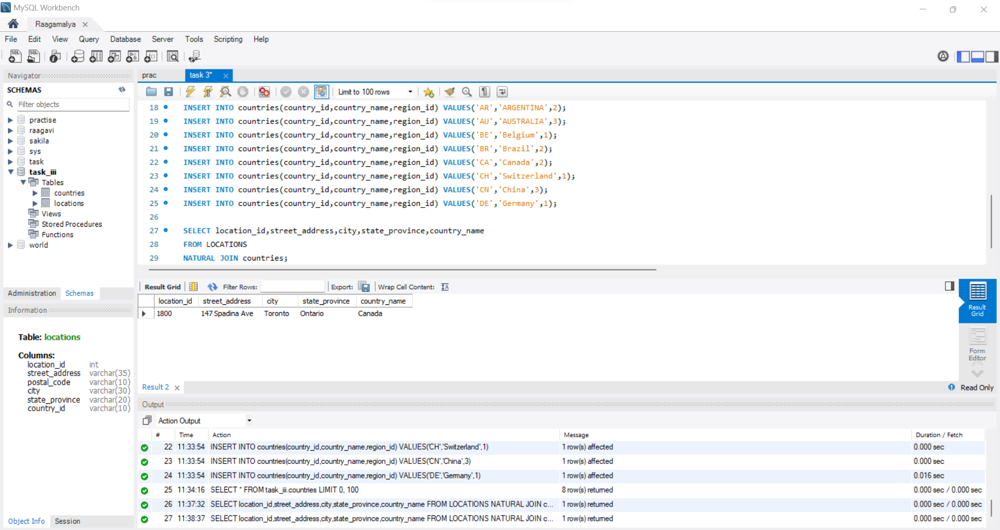 MySQL Workbench
Raagamalya
File Edit View Query Database Server Tools Scripting Help
Navigator
SCHEMAS
Filter objects
practise
raagavi
sakila
sys
task
task_iii
Tables
countries
locations
Views
Stored Procedures
Functions
world
Administration Schemas
Information
Table: locations
Columns:
location_id int
street_address varchar(35)
postal_code varchar(10)
city varchar(30)
state_province varchar(20)
country_id varchar(10)
Object Info Session
prac task 3*
Limit to 100 rows
18 INSERT INTO countries(country_id,country_name,region_id) VALUES('AR','ARGENTINA',2);
19 INSERT INTO countries(country_id,country_name,region_id) VALUES('AU','AUSTRALIA',3);
20 INSERT INTO countries(country_id,country_name,region_id) VALUES('BE','Belgium',1);
21 INSERT INTO countries(country_id,country_name,region_id) VALUES('BR','Brazil',2);
22 INSERT INTO countries(country_id,country_name,region_id) VALUES('CA','Canada',2);
23 INSERT INTO countries(country_id,country_name,region_id) VALUES('CH','Switzerland',1);
24 INSERT INTO countries(country_id,country_name,region_id) VALUES('CN','China',3);
25 INSERT INTO countries(country_id,country_name,region_id) VALUES('DE','Germany',1);
26
27 SELECT location_id,street_address,city,state_province,country_name
28 FROM LOCATIONS
29 NATURAL JOIN countries;
Result Grid Filter Rows: Export: Wrap Cell Content:
location_id street_address city state_province country_name
1800 147 Spadina Ave Toronto Ontario Canada
Result Grid
Form Editor
Result 2 Read Only
Output
Action Output
# Time Action Message Duration / Fetch
22 11:33:54 INSERT INTO countries(country_id,country_name,region_id) VALUES('CH','Switzerland',1) 1 row(s) affected 0.000 sec
23 11:33:54 INSERT INTO countries(country_id,country_name,region_id) VALUES('CN','China',3) 1 row(s) affected 0.000 sec
24 11:33:54 INSERT INTO countries(country_id,country_name,region_id) VALUES('DE','Germany',1) 1 row(s) affected 0.016 sec
25 11:34:16 SELECT * FROM task_iii.countries LIMIT 0, 100 8 row(s) returned 0.000 sec / 0.000 sec
26 11:37:32 SELECT location_id,street_address,city,state_province,country_name FROM LOCATIONS NATURAL JOIN c... 1 row(s) returned 0.000 sec / 0.000 sec
27 11:38:37 SELECT location_id,street_address,city,state_province,country_name FROM LOCATIONS NATURAL JOIN c... 1 row(s) returned 0.000 sec / 0.000 sec